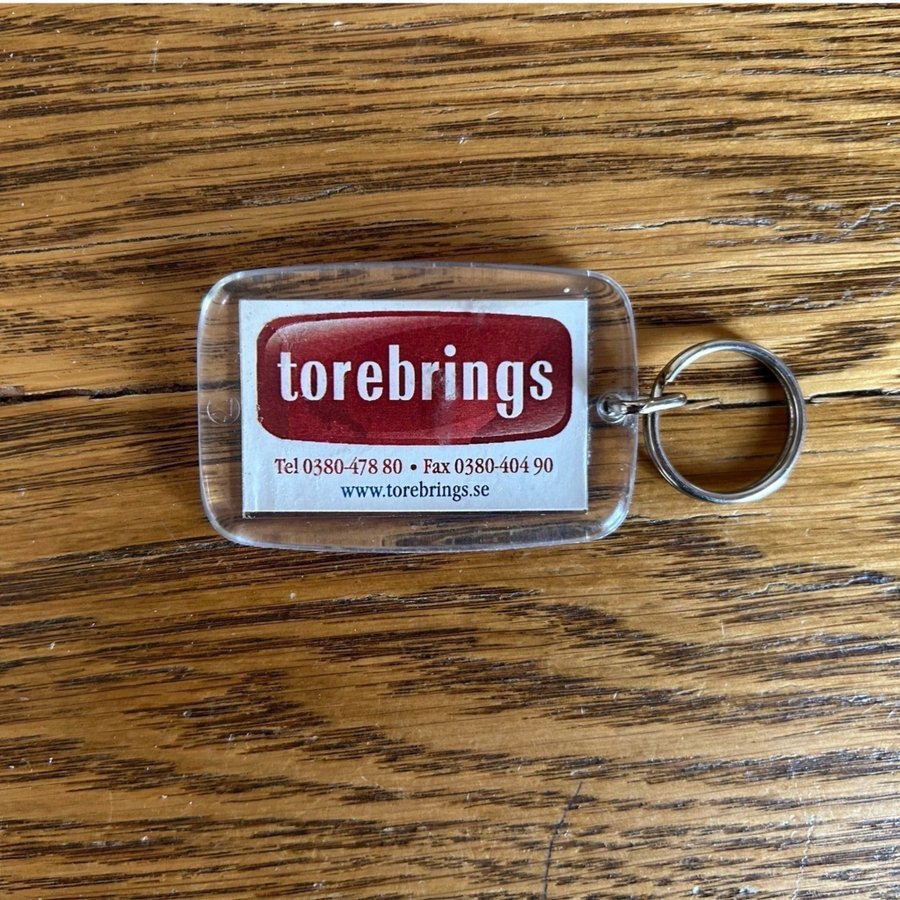 torebrings
Tel 0380-478 80 • Fax 0380-404 90
www.torebrings.se